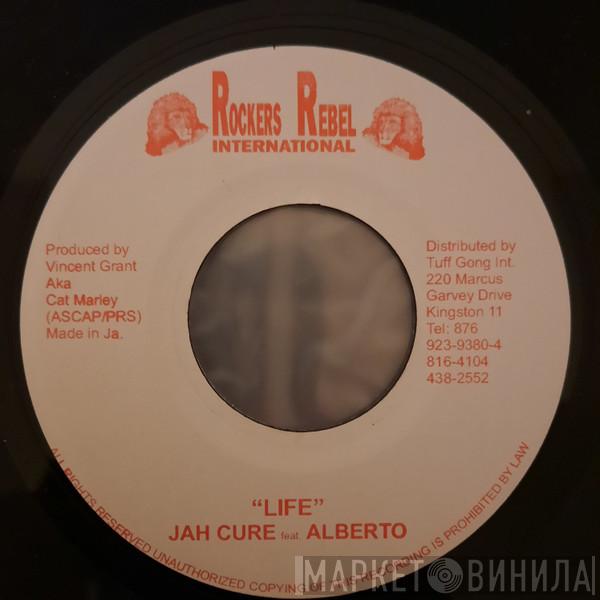 ROCKERS REBEL
INTERNATIONAL
Produced by
Vincent Grant
Aka
Cat Marley
(ASCAP/PRS)
Made in Ja.
Distributed by
Tuff Gong Int.
220 Marcus
Garvey Drive
Kingston 11
Tel: 876
923-9380-4
816-4104
438-2552
“LIFE”
JAH CURE feat. ALBERTO
ALL RIGHTS RESERVED UNAUTHORIZED COPYING OF THIS RECORDING IS PROHIBITED BY LAW
МАРКЕТ ВИНИЛА